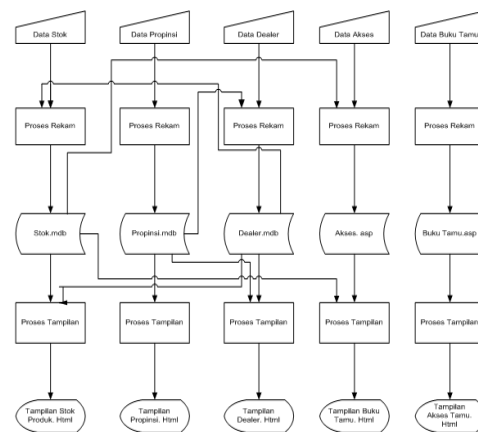 Data Stok
Data Propinsi
Data Dealer
Data Akses
Data Buku Tamu
Proses Rekam
Proses Rekam
Proses Rekam
Proses Rekam
Proses Rekam
Stok.mdb
Propinsi.mdb
Dealer.mdb
Akses. asp
Buku Tamu.asp
Proses Tampilan
Proses Tampilan
Proses Tampilan
Proses Tampilan
Proses Tampilan
Tampilan Stok
Produk. Html
Tampilan
Propinsi. Html
Tampilan
Dealer. Html
Tampilan Buku
Tamu. Html
Tampilan
Akses Tamu.
Html